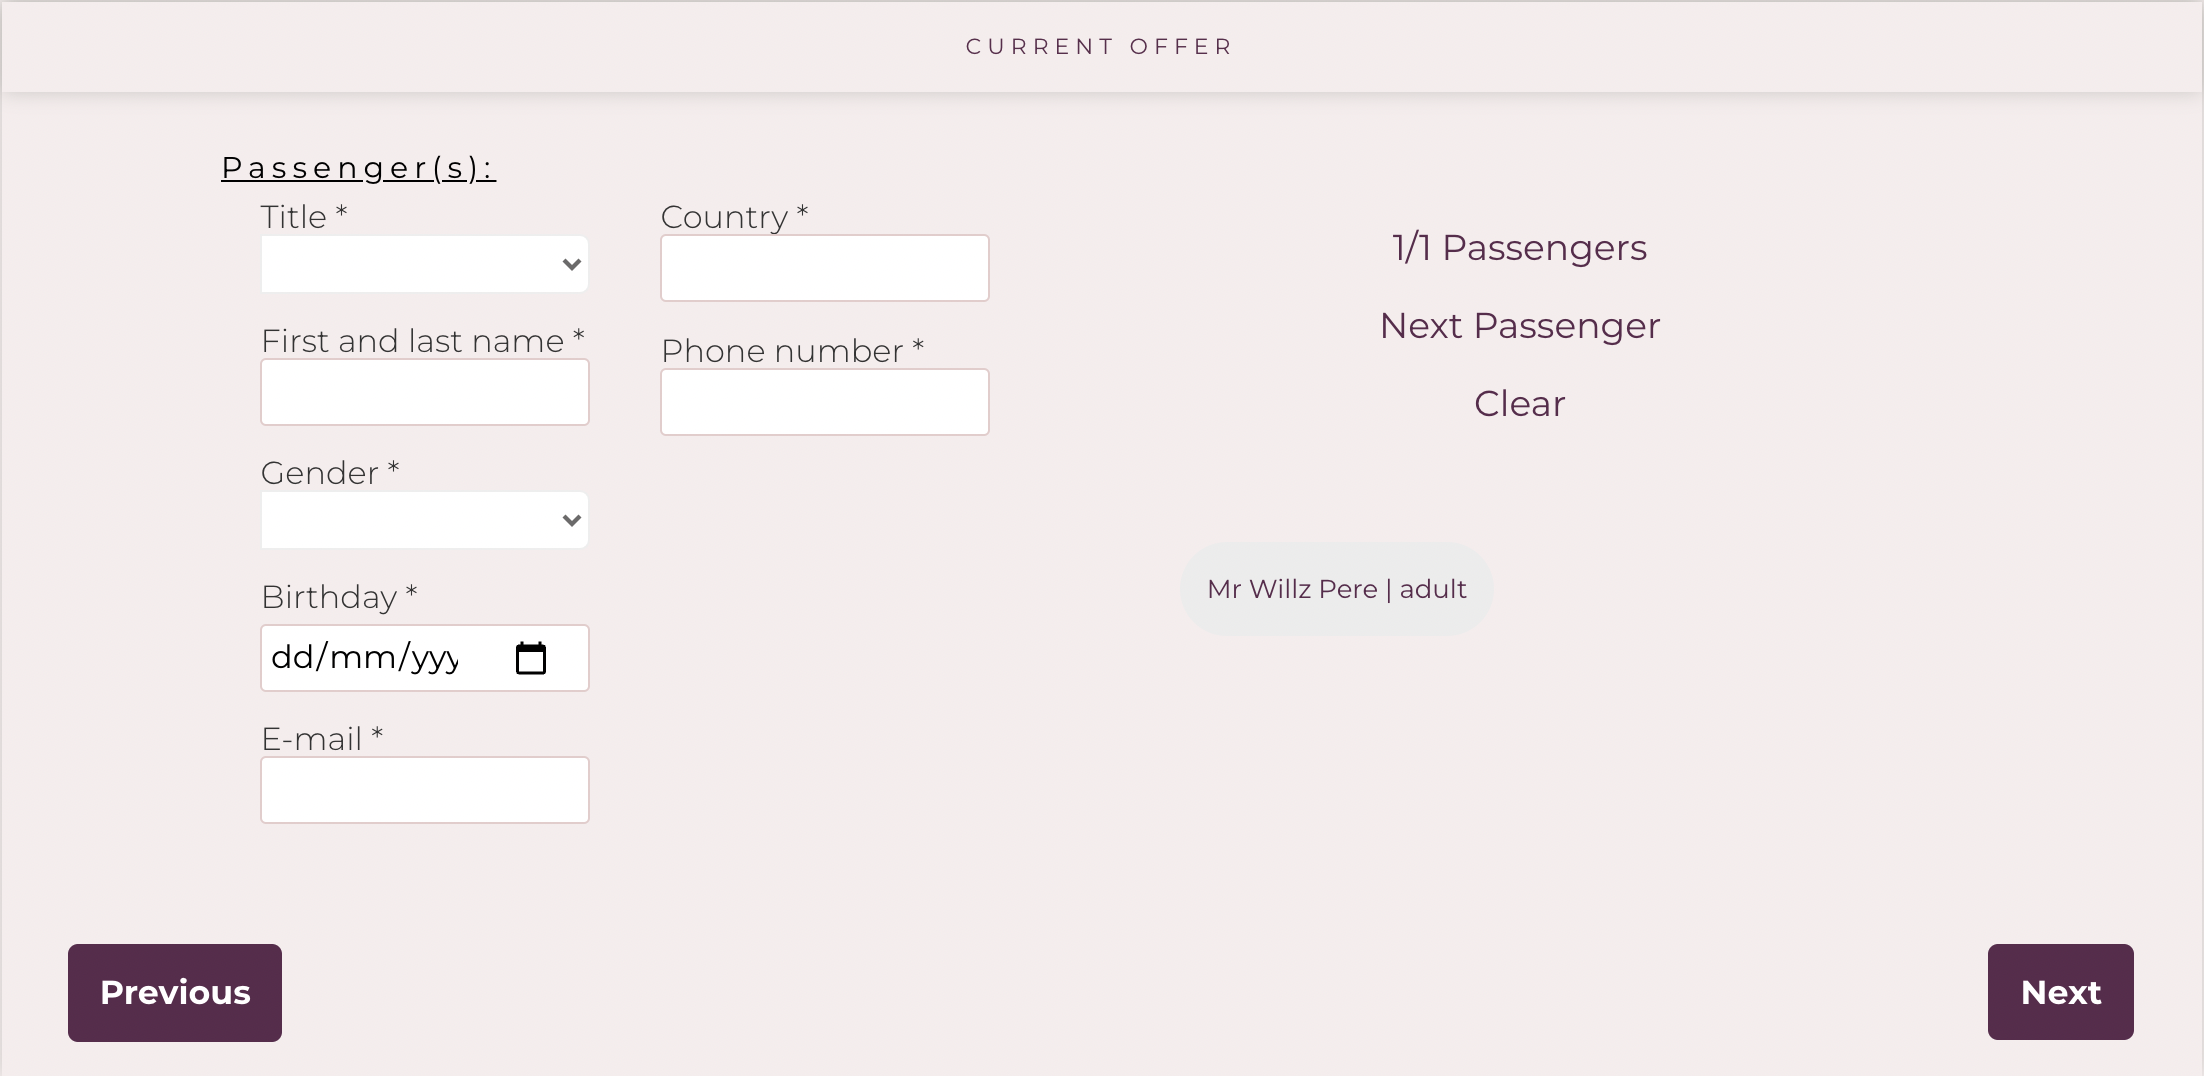 CURRENT OFFER
Passenger(s):
Title *
First and last name *
Gender *
Birthday *
dd/mm/yyy
E-mail *
Country *
Phone number *
1/1 Passengers
Next Passenger
Clear
Mr Willz Pere | adult
Previous
Next